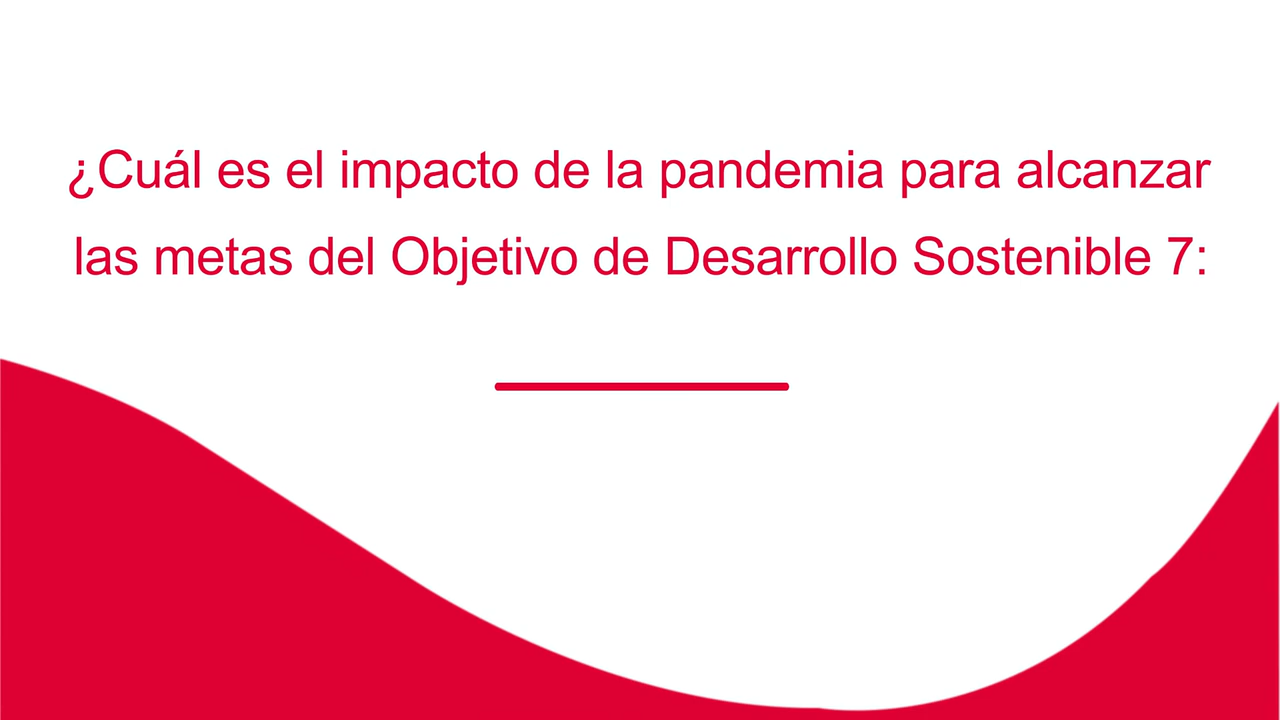 ¿Cuál es el impacto de la pandemia para alcanzar
las metas del Objetivo de Desarrollo Sostenible 7: